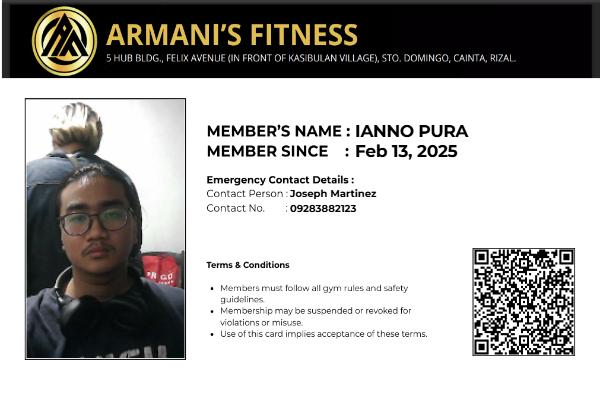 ARMANI'S FITNESS
5 HUB BLDG., FELIX AVENUE (IN FRONT OF KASIBULAN VILLAGE), STO. DOMINGO, CAINTA, RIZAL.
MEMBER'S NAME : IANNO PURA
MEMBER SINCE : Feb 13, 2025
Emergency Contact Details :
Contact Person : Joseph Martinez
Contact No. : 09283882123
Terms & Conditions
• Members must follow all gym rules and safety
guidelines.
• Membership may be suspended or revoked for
violations or misuse.
• Use of this card implies acceptance of these terms.